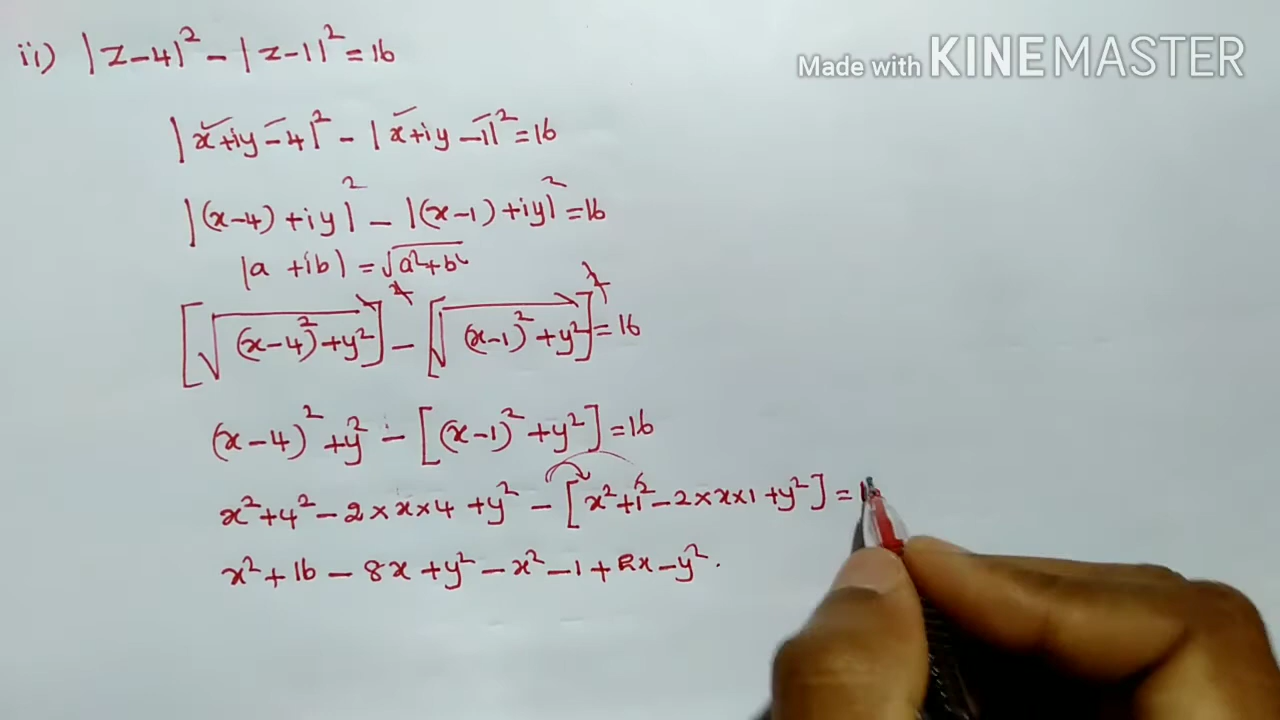 ii) |z-4|² - |z-1|² = 16
Made with KINEMASTER
|x+iy-4|² - |x+iy-1|² = 16
|(x-4)+iy|² - |(x-1)+iy|² = 16
|a+ib| = √a²+b²
[√(x-4)²+y²]² - [√(x-1)²+y²]² = 16
(x-4)²+y² - [(x-1)²+y²] = 16
x²+4²-2×x×4+y² - [x²+1²-2×x×1+y²] =
x²+16-8x+y²-x²-1+2x-y².